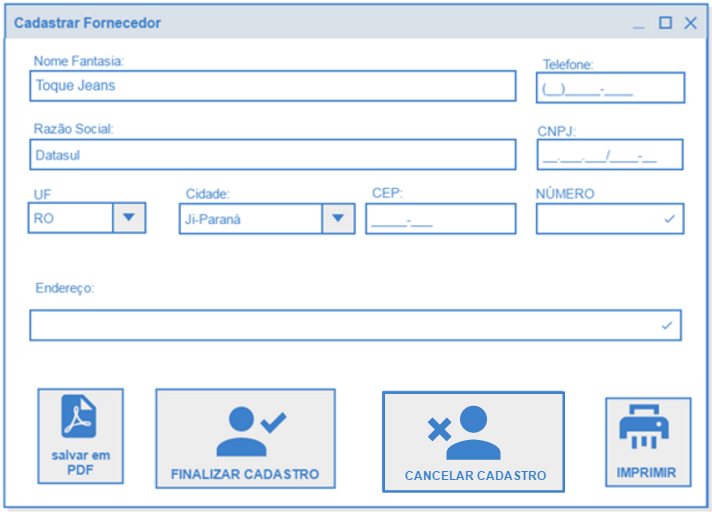 Cadastrar Fornecedor
Nome Fantasia:
Telefone:
Toque Jeans
(__)_____-____
Razão Social:
CNPJ:
Datasul
__.___.___/____-__
UF
Cidade:
CEP:
NÚMERO
RO
Ji-Paraná
_____-___
Endereço:
salvar em
PDF
FINALIZAR CADASTRO
CANCELAR CADASTRO
IMPRIMIR